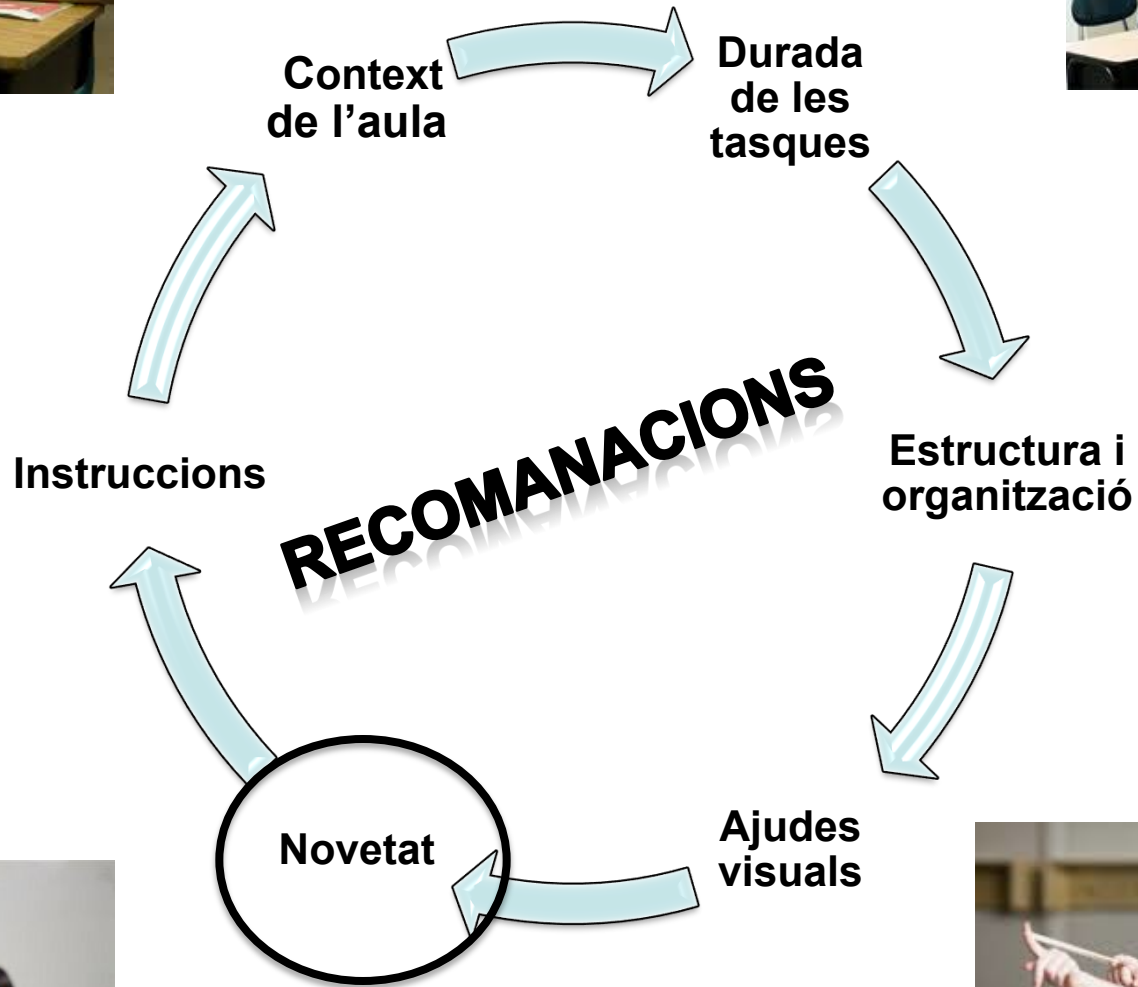 Context
de l’aula
Durada
de les
tasques
Estructura i
organització
Ajudes
visuals
Novetat
Instruccions
RECOMANACIONS